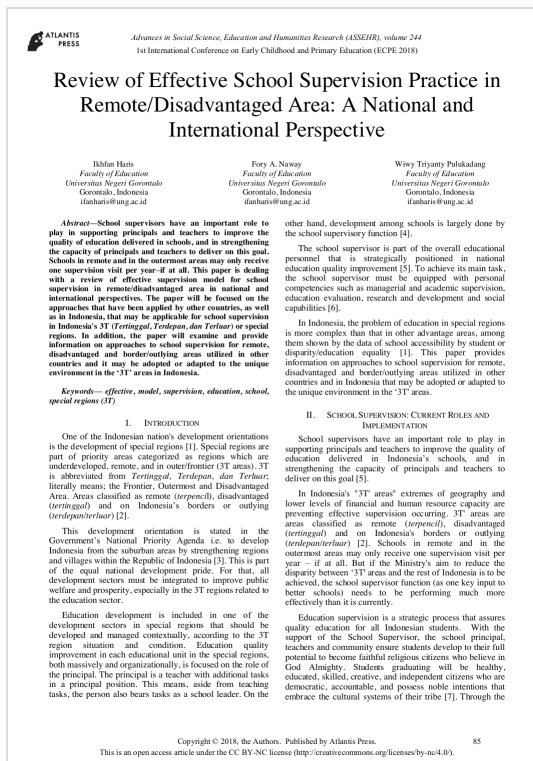 ATLANTIS
PRESS
Advances in Social Science, Education and Humanities Research (ASSEHR), volume 244
1st International Conference on Early Childhood and Primary Education (ECPE 2018)
Review of Effective School Supervision Practice in
Remote/Disadvantaged Area: A National and
International Perspective
Ikhfan Haris
Faculty of Education
Universitas Negeri Gorontalo
Gorontalo, Indonesia
ifanharis@ung.ac.id
Fory A. Naway
Faculty of Education
Universitas Negeri Gorontalo
Gorontalo, Indonesia
ifanharis@ung.ac.id
Wiwy Triyanty Pulukadang
Faculty of Education
Universitas Negeri Gorontalo
Gorontalo, Indonesia
ifanharis@ung.ac.id
Abstract—School supervisors have an important role to
play in supporting principals and teachers to improve the
quality of education delivered in schools, and in strengthening
the capacity of principals and teachers to deliver on this goal.
Schools in remote and in the outermost areas may only receive
one supervision visit per year–if at all. This paper is dealing
with a review of effective supervision model for school
supervision in remote/disadvantaged area in national and
international perspectives. The paper will be focused on the
approaches that have been applied by other countries, as well
as in Indonesia, that may be applicable for school supervision
in Indonesia's 3T (Tertinggal, Terdepan, dan Terluar) or special
regions. In addition, the paper will examine and provide
information on approaches to school supervision for remote,
disadvantaged and border/outlying areas utilized in other
countries and it may be adopted or adapted to the unique
environment in the ‘3T’ areas in Indonesia.
Keywords— effective, model, supervision, education, school,
special regions (3T)
I. INTRODUCTION
One of the Indonesian nation's development orientations
is the development of special regions [1]. Special regions are
part of priority areas categorized as regions which are
underdeveloped, remote, and in outer/frontier (3T areas). 3T
is abbreviated from Tertinggal, Terdepan, dan Terluar;
literally means; the Frontier, Outermost and Disadvantaged
Area. Areas classified as remote (terpencil), disadvantaged
(tertinggal) and on Indonesia’s borders or outlying
(terdepan/terluar) [2].
This development orientation is stated in the
Government’s National Priority Agenda i.e. to develop
Indonesia from the suburban areas by strengthening regions
and villages within the Republic of Indonesia [3]. This is part
of the equal national development pride. For that, all
development sectors must be integrated to improve public
welfare and prosperity, especially in the 3T regions related to
the education sector.
Education development is included in one of the
development sectors in special regions that should be
developed and managed contextually, according to the 3T
region situation and condition. Education quality
improvement in each educational unit in the special regions,
both massively and organizationally, is focused on the role of
the principal. The principal is a teacher with additional tasks
in a principal position. This means, aside from teaching
tasks, the person also bears tasks as a school leader. On the
other hand, development among schools is largely done by
the school supervisory function [4].
The school supervisor is part of the overall educational
personnel that is strategically positioned in national
education quality improvement [5]. To achieve its main task,
the school supervisor must be equipped with personal
competencies such as managerial and academic supervision,
education evaluation, research and development and social
capabilities [6].
In Indonesia, the problem of education in special regions
is more complex than that in other advantage areas, among
them shown by the data of school accessibility by student or
disparity/education equality [1]. This paper provides
information on approaches to school supervision for remote,
disadvantaged and border/outlying areas utilized in other
countries and in Indonesia that may be adopted or adapted to
the unique environment in the ‘3T’ areas.
II. SCHOOL SUPERVISION: CURRENT ROLES AND
IMPLEMENTATION
School supervisors have an important role to play in
supporting principals and teachers to improve the quality of
education delivered in Indonesia’s schools, and in
strengthening the capacity of principals and teachers to
deliver on this goal [5].
In Indonesia's "3T' areas" extremes of geography and
lower levels of financial and human resource capacity are
preventing effective supervision occurring. 3T’ areas are
areas classified as remote (terpencil), disadvantaged
(tertinggal) and on Indonesia's borders or outlying
(terdepan/terluar) [2]. Schools in remote and in the
outermost areas may only receive one supervision visit per
year – if at all. But if the Ministry's aim to reduce the
disparity between ‘3T’ areas and the rest of Indonesia is to be
achieved, the school supervisor function (as one key input to
better schools) needs to be performing much more
effectively than it is currently.
Education supervision is a strategic process that assures
quality education for all Indonesian students. With the
support of the School Supervisor, the school principal,
teachers and community ensure students develop to their full
potential to become faithful religious citizens who believe in
God Almighty. Students graduating will be healthy,
educated, skilled, creative, and independent citizens who are
democratic, accountable, and possess noble intentions that
embrace the cultural systems of their tribe [7]. Through the
Copyright © 2018, the Authors. Published by Atlantis Press.
This is an open access article under the CC BY-NC license (http://creativecommons.org/licenses/by-nc/4.0/).
85